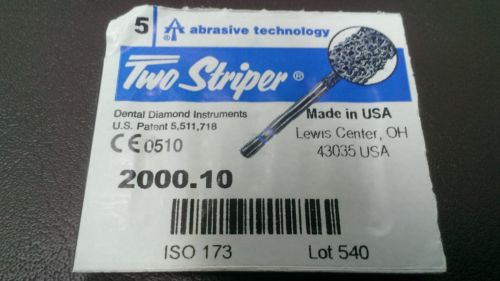 5 AT® abrasive technology
Two Striper®
Dental Diamond Instruments
U.S. Patent 5,511,718
CE 0510
Made in USA
Lewis Center, OH
43035 USA
2000.10
ISO 173 Lot 540